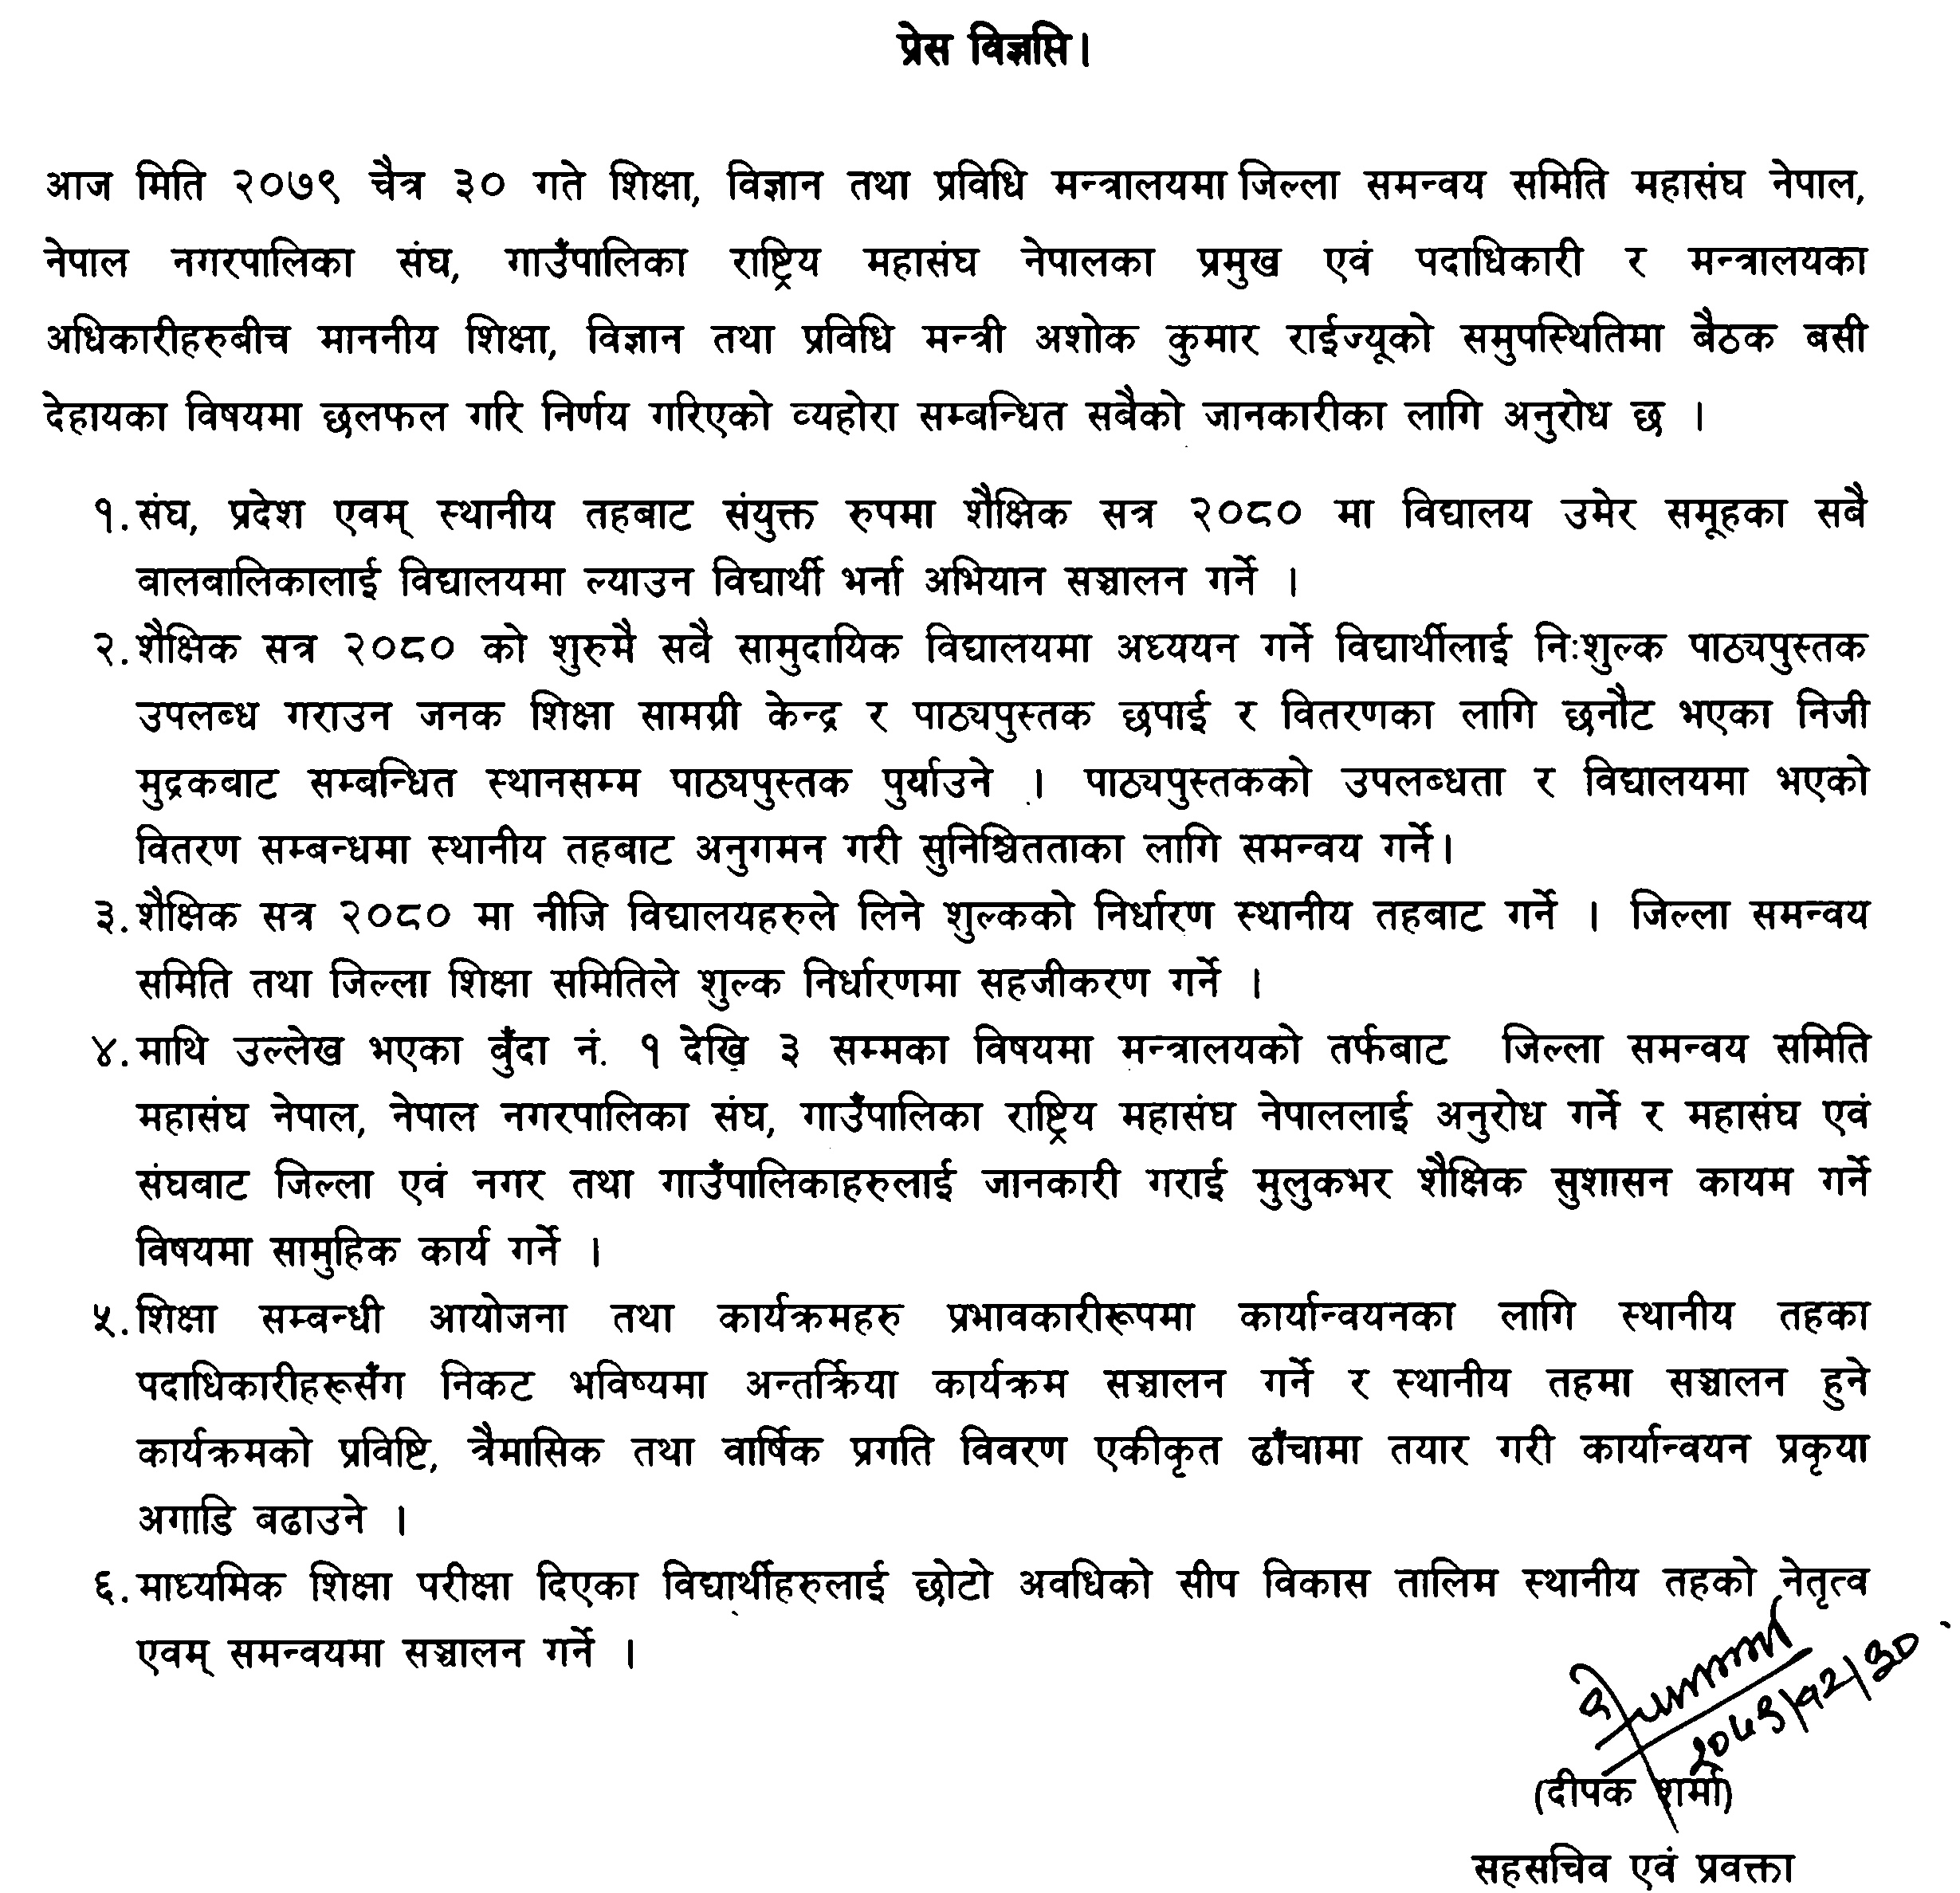 प्रेस विज्ञप्ति।
आज मिति २०७९ चैत्र ३० गते शिक्षा, विज्ञान तथा प्रविधि मन्त्रालयमा जिल्ला समन्वय समिति महासंघ नेपाल,
नेपाल नगरपालिका संघ, गाउँपालिका राष्ट्रिय महासंघ नेपालका प्रमुख एवं पदाधिकारी र मन्त्रालयका
अधिकारीहरुबीच माननीय शिक्षा, विज्ञान तथा प्रविधि मन्त्री अशोक कुमार राईज्यूको समुपस्थितिमा बैठक बसी
देहायका विषयमा छलफल गरि निर्णय गरिएको व्यहोरा सम्बन्धित सबैको जानकारीका लागि अनुरोध छ ।
१. संघ, प्रदेश एवम् स्थानीय तहबाट संयुक्त रुपमा शैक्षिक सत्र २०८० मा विद्यालय उमेर समूहका सबै
बालबालिकालाई विद्यालयमा ल्याउन विद्यार्थी भर्ना अभियान सञ्चालन गर्ने ।
२. शैक्षिक सत्र २०८० को शुरुमै सबै सामुदायिक विद्यालयमा अध्ययन गर्ने विद्यार्थीलाई निःशुल्क पाठ्यपुस्तक
उपलब्ध गराउन जनक शिक्षा सामग्री केन्द्र र पाठ्यपुस्तक छपाई र वितरणका लागि छनौट भएका निजी
मुद्रकबाट सम्बन्धित स्थानसम्म पाठ्यपुस्तक पुर्याउने । पाठ्यपुस्तकको उपलब्धता र विद्यालयमा भएको
वितरण सम्बन्धमा स्थानीय तहबाट अनुगमन गरी सुनिश्चितताका लागि समन्वय गर्ने।
३. शैक्षिक सत्र २०८० मा नीजि विद्यालयहरुले लिने शुल्कको निर्धारण स्थानीय तहबाट गर्ने । जिल्ला समन्वय
समिति तथा जिल्ला शिक्षा समितिले शुल्क निर्धारणमा सहजीकरण गर्ने ।
४. माथि उल्लेख भएका बुँदा नं. १ देखि ३ सम्मका विषयमा मन्त्रालयको तर्फबाट जिल्ला समन्वय समिति
महासंघ नेपाल, नेपाल नगरपालिका संघ, गाउँपालिका राष्ट्रिय महासंघ नेपाललाई अनुरोध गर्ने र महासंघ एवं
संघबाट जिल्ला एवं नगर तथा गाउँपालिकाहरुलाई जानकारी गराई मुलुकभर शैक्षिक सुशासन कायम गर्ने
विषयमा सामुहिक कार्य गर्ने ।
५. शिक्षा सम्बन्धी आयोजना तथा कार्यक्रमहरु प्रभावकारीरूपमा कार्यान्वयनका लागि स्थानीय तहका
पदाधिकारीहरूसँग निकट भविष्यमा अन्तर्क्रिया कार्यक्रम सञ्चालन गर्ने र स्थानीय तहमा सञ्चालन हुने
कार्यक्रमको प्रविष्टि, त्रैमासिक तथा वार्षिक प्रगति विवरण एकीकृत ढाँचामा तयार गरी कार्यान्वयन प्रकृया
अगाडि बढाउने ।
६. माध्यमिक शिक्षा परीक्षा दिएका विद्यार्थीहरुलाई छोटो अवधिको सीप विकास तालिम स्थानीय तहको नेतृत्व
एवम् समन्वयमा सञ्चालन गर्ने ।
२०७९/१२/३०
(दीपक शर्मा)
सहसचिव एवं प्रवक्ता